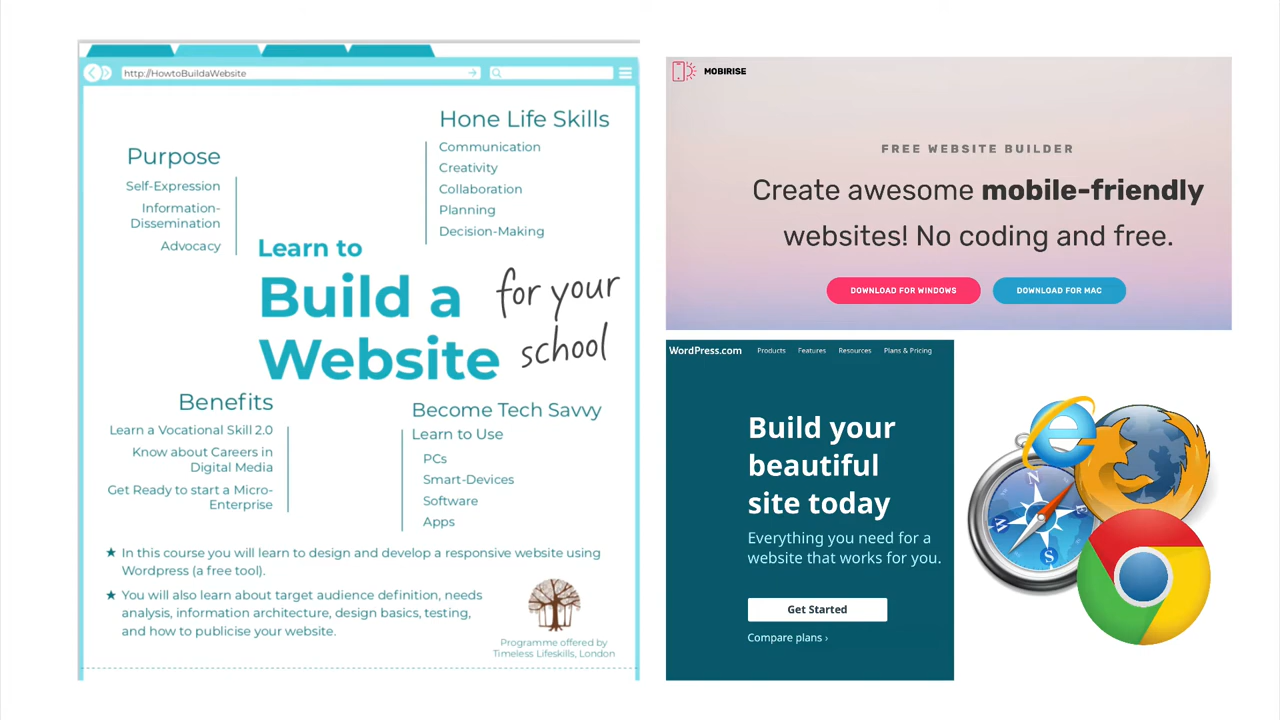 http://HowtoBuildaWebsite
Hone Life Skills
Communication
Creativity
Collaboration
Planning
Decision-Making
Purpose
Self-Expression
Information-
Dissemination
Advocacy
Learn to
Build a
Website
for your
school
Benefits
Learn a Vocational Skill 2.0
Know about Careers in
Digital Media
Get Ready to start a Micro-
Enterprise
Become Tech Savvy
Learn to Use
PCs
Smart-Devices
Software
Apps
★ In this course you will learn to design and develop a responsive website using
Wordpress (a free tool).
★ You will also learn about target audience definition, needs
analysis, information architecture, design basics, testing,
and how to publicise your website.
Programme offered by
Timeless Lifeskills, London
MOBIRISE
FREE WEBSITE BUILDER
Create awesome mobile-friendly
websites! No coding and free.
DOWNLOAD FOR WINDOWS DOWNLOAD FOR MAC
WordPress.com Products Features Resources Plans & Pricing
Build your
beautiful
site today
Everything you need for a
website that works for you.
Get Started
Compare plans ›
N
W
E
S